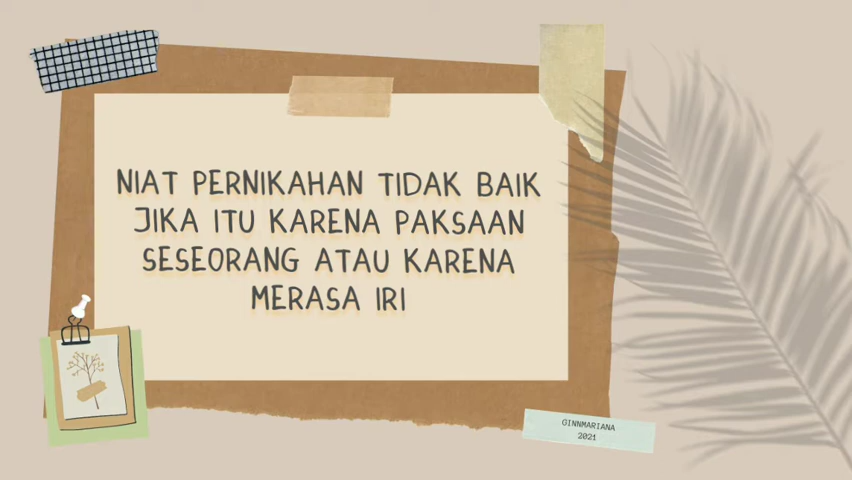 NIAT PERNIKAHAN TIDAK BAIK
JIKA ITU KARENA PAKSAAN
SESEORANG ATAU KARENA
MERASA IRI
GINNMARIANA
2021